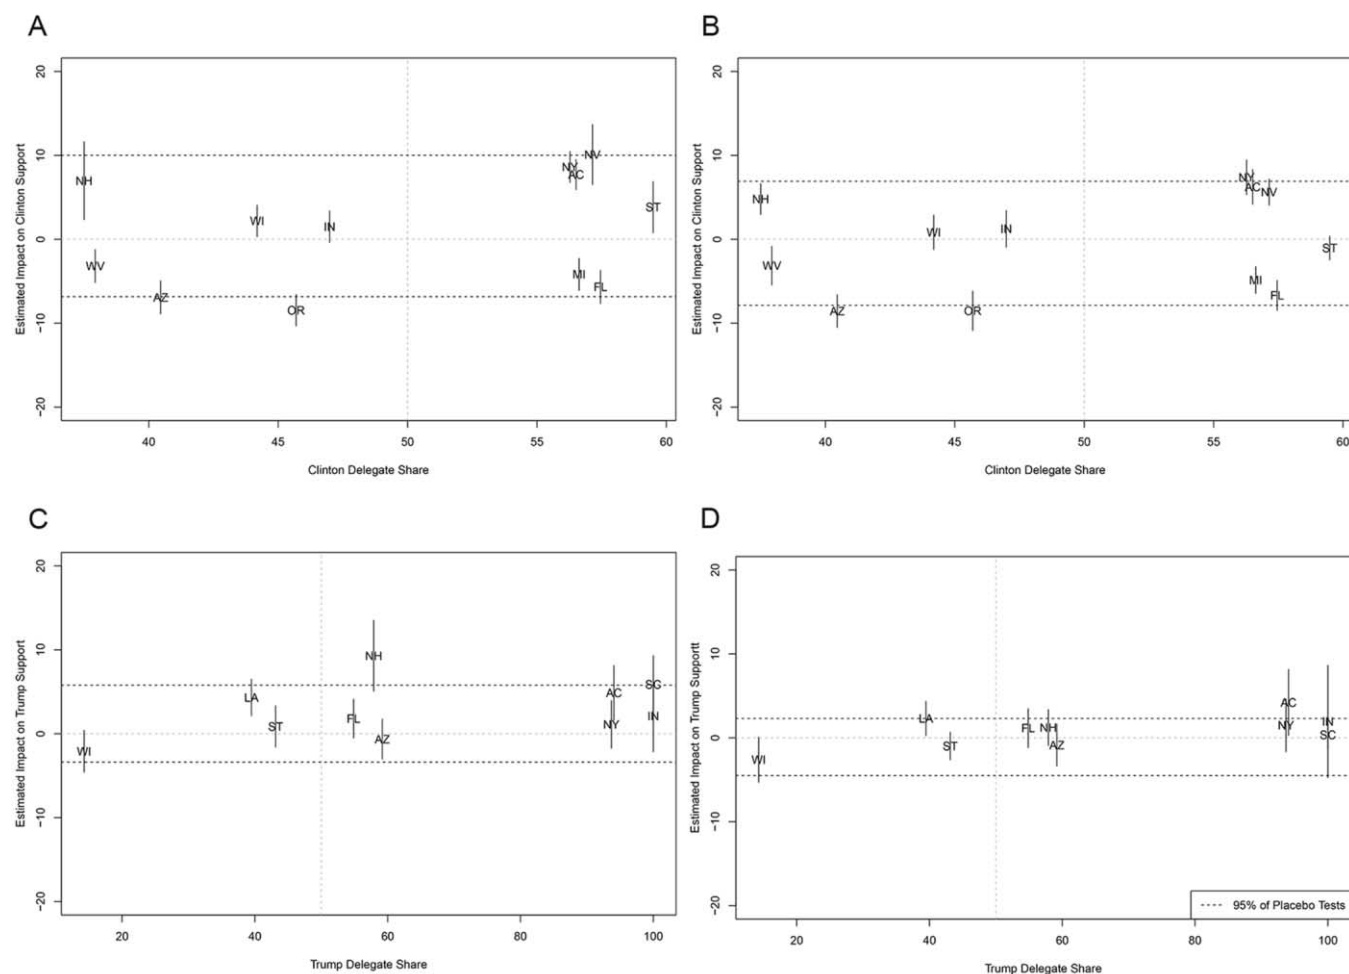 A
Estimated Impact on Clinton Support
20
10
0
−10
−20
NH
WV
AZ
WI
OR
IN
NY
AC
NV
MI
FL
ST
40
45
50
55
60
Clinton Delegate Share
B
Estimated Impact on Clinton Support
20
10
0
−10
−20
NH
WV
AZ
WI
OR
IN
NY
AC
NV
MI
FL
ST
40
45
50
55
60
Clinton Delegate Share
C
Estimated Impact on Trump Support
20
10
0
−10
−20
WI
LA
ST
FL
NH
AZ
AC
NY
SC
IN
20
40
60
80
100
Trump Delegate Share
D
Estimated Impact on Trump Supportt
20
10
0
−10
−20
WI
LA
ST
FL
NH
AZ
AC
NY
IN
SC
95% of Placebo Tests
20
40
60
80
100
Trump Delegate Share